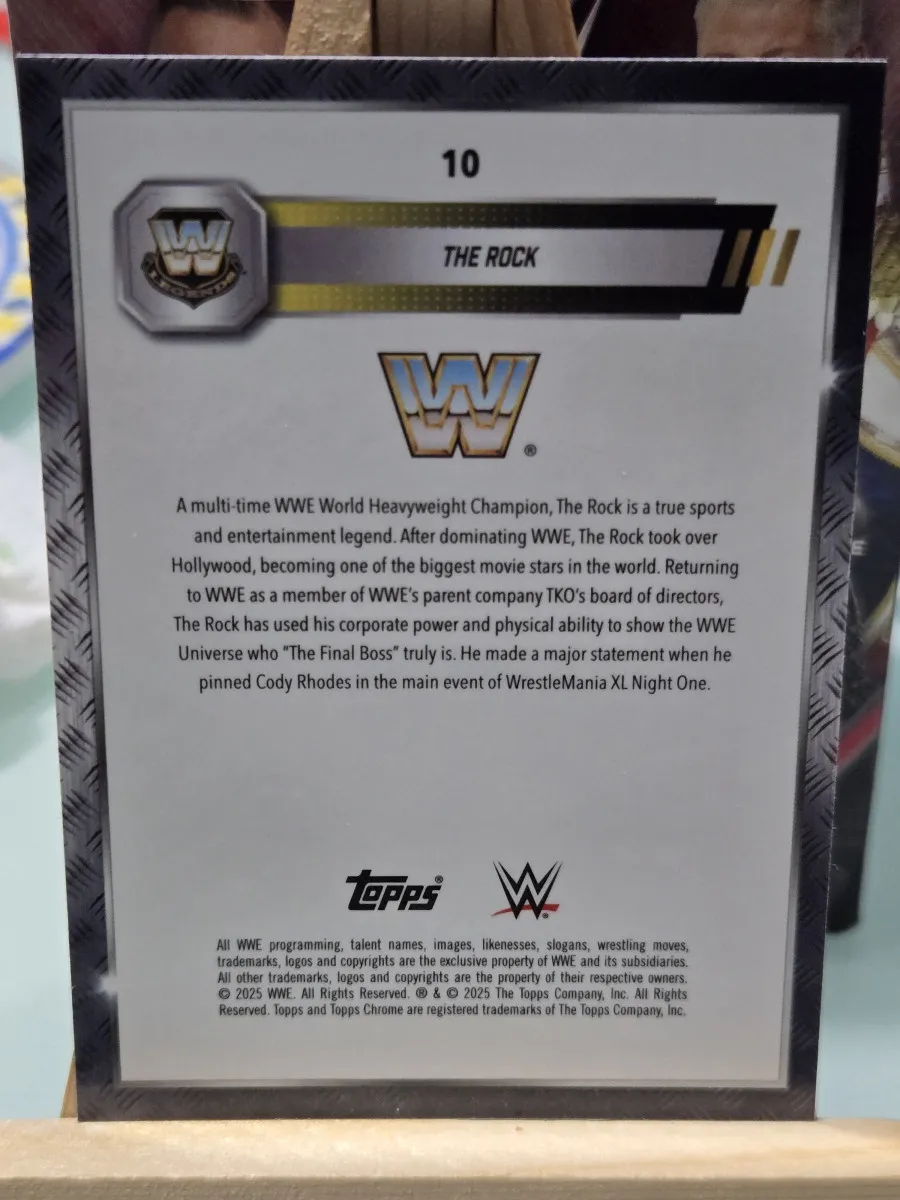 10
THE ROCK
LEGENDS
W ®
A multi-time WWE World Heavyweight Champion, The Rock is a true sports
and entertainment legend. After dominating WWE, The Rock took over
Hollywood, becoming one of the biggest movie stars in the world. Returning
to WWE as a member of WWE's parent company TKO's board of directors,
The Rock has used his corporate power and physical ability to show the WWE
Universe who "The Final Boss" truly is. He made a major statement when he
pinned Cody Rhodes in the main event of WrestleMania XL Night One.
topps® W®
All WWE programming, talent names, images, likenesses, slogans, wrestling moves,
trademarks, logos and copyrights are the exclusive property of WWE and its subsidiaries.
All other trademarks, logos and copyrights are the property of their respective owners.
© 2025 WWE. All Rights Reserved. ® & © 2025 The Topps Company, Inc. All Rights
Reserved. Topps and Topps Chrome are registered trademarks of The Topps Company, Inc.